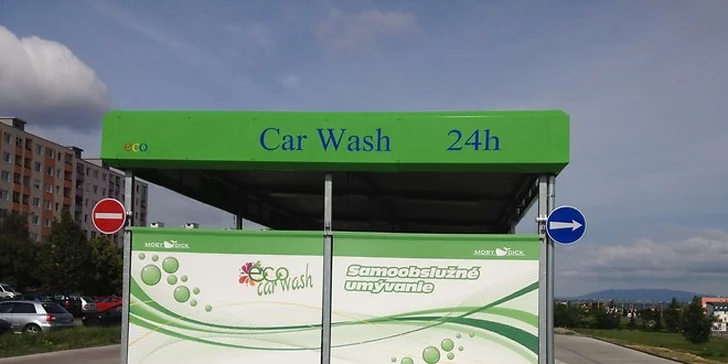 eco Car Wash 24h
MOBY DICK MOBY DICK
eco
car wash
Samoobslužné
umývanie